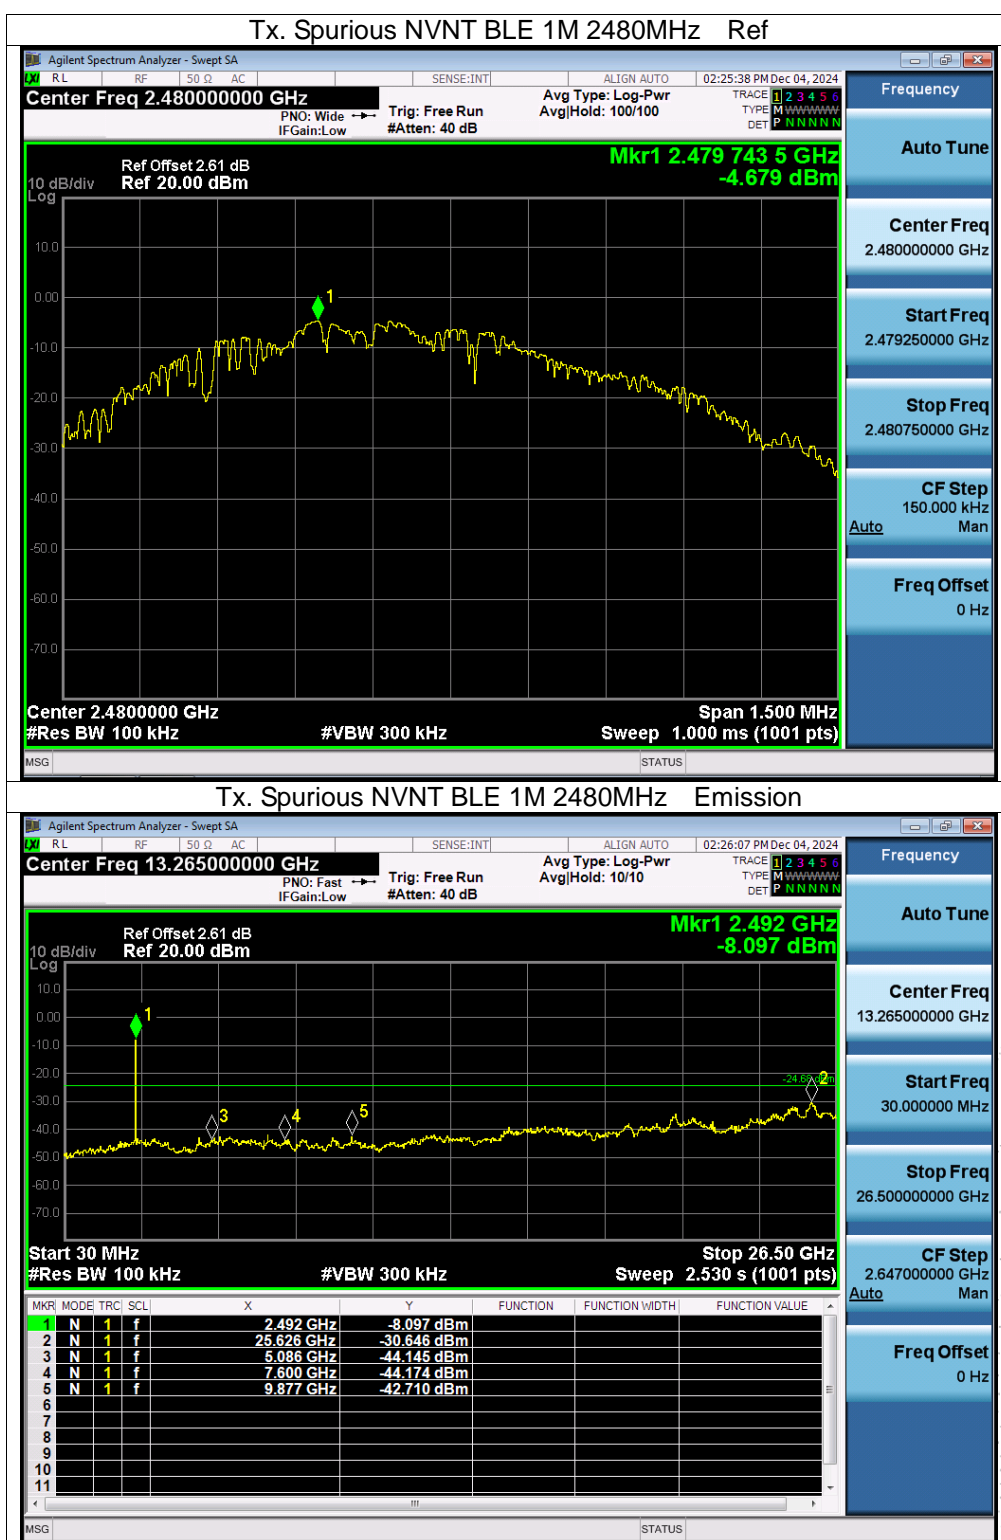 Tx. Spurious NVNT BLE 1M 2480MHz Ref
Agilent Spectrum Analyzer - Swept SA
LXI RL RF 50 Ω AC SENSE:INT ALIGN AUTO 02:25:38 PM Dec 04, 2024
Center Freq 2.480000000 GHz
PNO: Wide
IFGain:Low
Trig: Free Run
#Atten: 40 dB
Avg Type: Log-Pwr
Avg|Hold: 100/100
TRACE 1 2 3 4 5 6
TYPE M WWWWW
DET P N N N N N
Mkr1 2.479 743 5 GHz
-4.679 dBm
Ref Offset 2.61 dB
10 dB/div Ref 20.00 dBm
Log
10.0
0.00
-10.0
-20.0
-30.0
-40.0
-50.0
-60.0
-70.0
1
Center 2.4800000 GHz Span 1.500 MHz
#Res BW 100 kHz #VBW 300 kHz Sweep 1.000 ms (1001 pts)
MSG STATUS
Frequency
Auto Tune
Center Freq
2.480000000 GHz
Start Freq
2.479250000 GHz
Stop Freq
2.480750000 GHz
CF Step
150.000 kHz
Auto Man
Freq Offset
0 Hz
Tx. Spurious NVNT BLE 1M 2480MHz Emission
Agilent Spectrum Analyzer - Swept SA
LXI RL RF 50 Ω AC SENSE:INT ALIGN AUTO 02:26:07 PM Dec 04, 2024
Center Freq 13.265000000 GHz
PNO: Fast
IFGain:Low
Trig: Free Run
#Atten: 40 dB
Avg Type: Log-Pwr
Avg|Hold: 10/10
TRACE 1 2 3 4 5 6
TYPE M WWWWW
DET P N N N N N
Mkr1 2.492 GHz
-8.097 dBm
Ref Offset 2.61 dB
10 dB/div Ref 20.00 dBm
Log
10.0
0.00
-10.0
-20.0
-30.0
-40.0
-50.0
-60.0
-70.0
1
-24.68 dBm
2
3
4
5
Start 30 MHz Stop 26.50 GHz
#Res BW 100 kHz #VBW 300 kHz Sweep 2.530 s (1001 pts)
MKR MODE TRC SCL X Y FUNCTION FUNCTION WIDTH FUNCTION VALUE
1 N 1 f 2.492 GHz -8.097 dBm
2 N 1 f 25.626 GHz -30.646 dBm
3 N 1 f 5.086 GHz -44.145 dBm
4 N 1 f 7.600 GHz -44.174 dBm
5 N 1 f 9.877 GHz -42.710 dBm
6
7
8
9
10
11
MSG STATUS
Frequency
Auto Tune
Center Freq
13.265000000 GHz
Start Freq
30.000000 MHz
Stop Freq
26.500000000 GHz
CF Step
2.647000000 GHz
Auto Man
Freq Offset
0 Hz